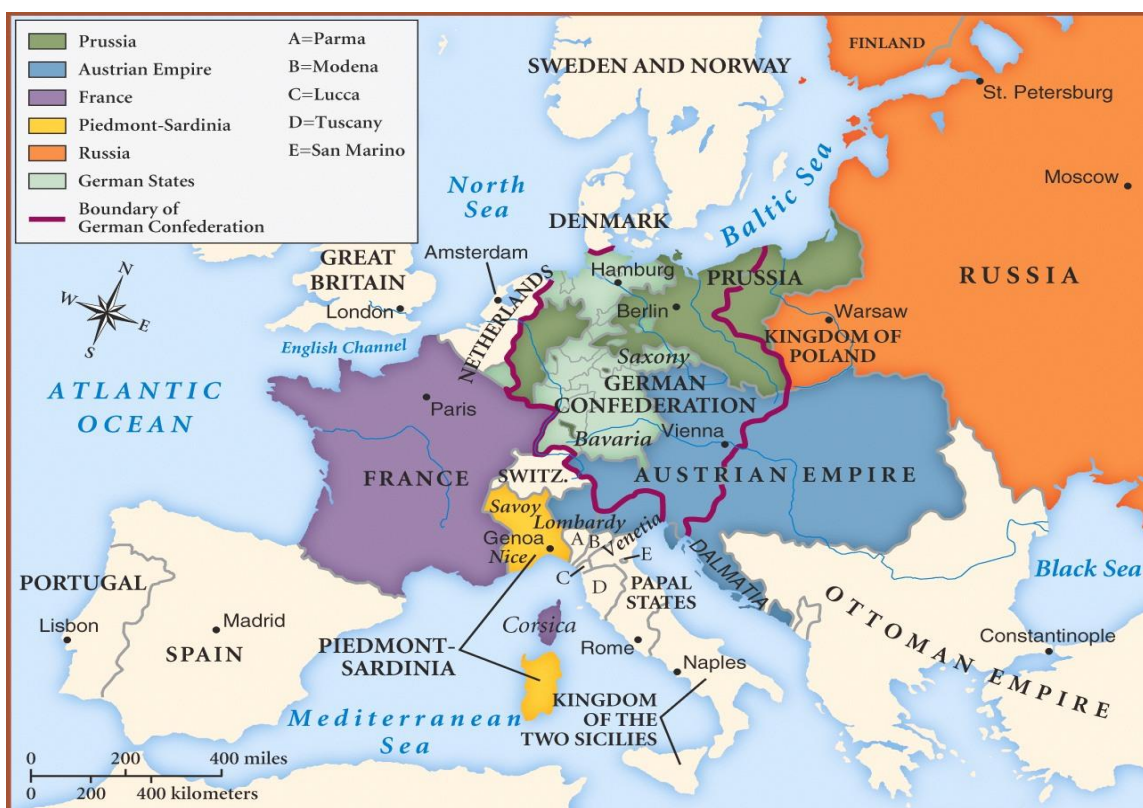 Prussia
Austrian Empire
France
Piedmont-Sardinia
Russia
German States
Boundary of
German Confederation
A=Parma
B=Modena
C=Lucca
D=Tuscany
E=San Marino
FINLAND
SWEDEN AND NORWAY
St. Petersburg
Moscow
North
Sea
Baltic Sea
DENMARK
Amsterdam
Hamburg
PRUSSIA
RUSSIA
GREAT
BRITAIN
London
NETHERLANDS
Berlin
Warsaw
KINGDOM OF
POLAND
N
W
E
S
English Channel
Saxony
GERMAN
CONFEDERATION
ATLANTIC
OCEAN
Paris
Bavaria
Vienna
FRANCE
SWITZ.
AUSTRIAN EMPIRE
Savoy
Lombardy
Venetia
Genoa
Nice
A
B
C
D
E
DALMATIA
Black Sea
PORTUGAL
PAPAL
STATES
OTTOMAN EMPIRE
Lisbon
Madrid
SPAIN
Corsica
Rome
Constantinople
PIEDMONT-
SARDINIA
Naples
KINGDOM
OF THE
TWO SICILIES
Mediterranean
Sea
0 200 400 miles
0 200 400 kilometers